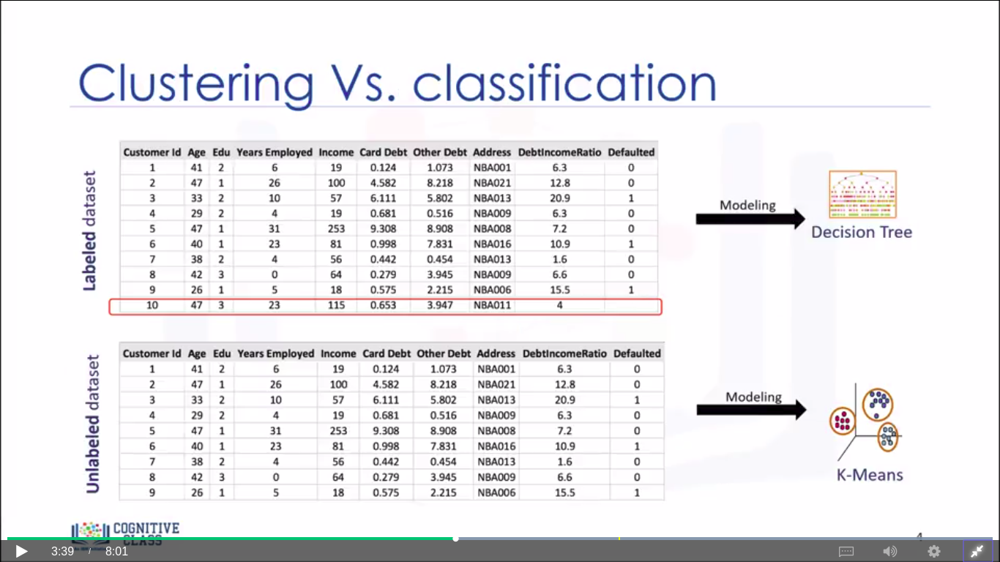 Clustering Vs. classification
Labeled dataset
Customer Id Age Edu Years Employed Income Card Debt Other Debt Address DebtIncomeRatio Defaulted
1 41 2 6 19 0.124 1.073 NBA001 6.3 0
2 47 1 26 100 4.582 8.218 NBA021 12.8 0
3 33 2 10 57 6.111 5.802 NBA013 20.9 1
4 29 2 4 19 0.681 0.516 NBA009 6.3 0
5 47 1 31 253 9.308 8.908 NBA008 7.2 0
6 40 1 23 81 0.998 7.831 NBA016 10.9 1
7 38 2 4 56 0.442 0.454 NBA013 1.6 0
8 42 3 0 64 0.279 3.945 NBA009 6.6 0
9 26 1 5 18 0.575 2.215 NBA006 15.5 1
10 47 3 23 115 0.653 3.947 NBA011 4
Modeling
Decision Tree
Unlabeled dataset
Customer Id Age Edu Years Employed Income Card Debt Other Debt Address DebtIncomeRatio Defaulted
1 41 2 6 19 0.124 1.073 NBA001 6.3 0
2 47 1 26 100 4.582 8.218 NBA021 12.8 0
3 33 2 10 57 6.111 5.802 NBA013 20.9 1
4 29 2 4 19 0.681 0.516 NBA009 6.3 0
5 47 1 31 253 9.308 8.908 NBA008 7.2 0
6 40 1 23 81 0.998 7.831 NBA016 10.9 1
7 38 2 4 56 0.442 0.454 NBA013 1.6 0
8 42 3 0 64 0.279 3.945 NBA009 6.6 0
9 26 1 5 18 0.575 2.215 NBA006 15.5 1
Modeling
K-Means
COGNITIVE
CLASS
4
3:39 / 8:01